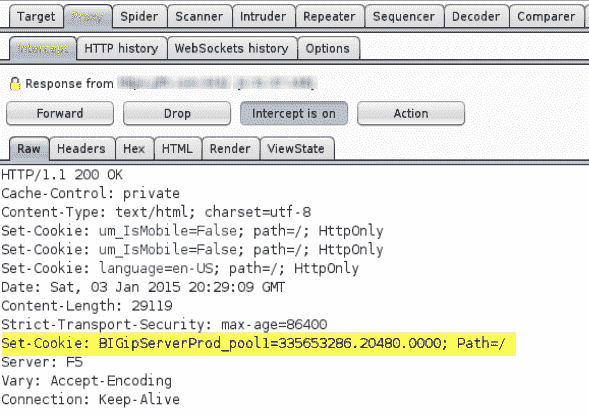 Target Proxy Spider Scanner Intruder Repeater Sequencer Decoder Comparer
Intercept HTTP history WebSockets history Options
Response from
Forward Drop Intercept is on Action
Raw Headers Hex HTML Render ViewState
HTTP/1.1 200 OK
Cache-Control: private
Content-Type: text/html; charset=utf-8
Set-Cookie: um_IsMobile=False; path=/; HttpOnly
Set-Cookie: um_IsMobile=False; path=/; HttpOnly
Set-Cookie: language=en-US; path=/; HttpOnly
Date: Sat, 03 Jan 2015 20:29:09 GMT
Content-Length: 29119
Strict-Transport-Security: max-age=86400
Set-Cookie: BIGipServerProd_pool1=335653286.20480.0000; Path=/
Server: F5
Vary: Accept-Encoding
Connection: Keep-Alive